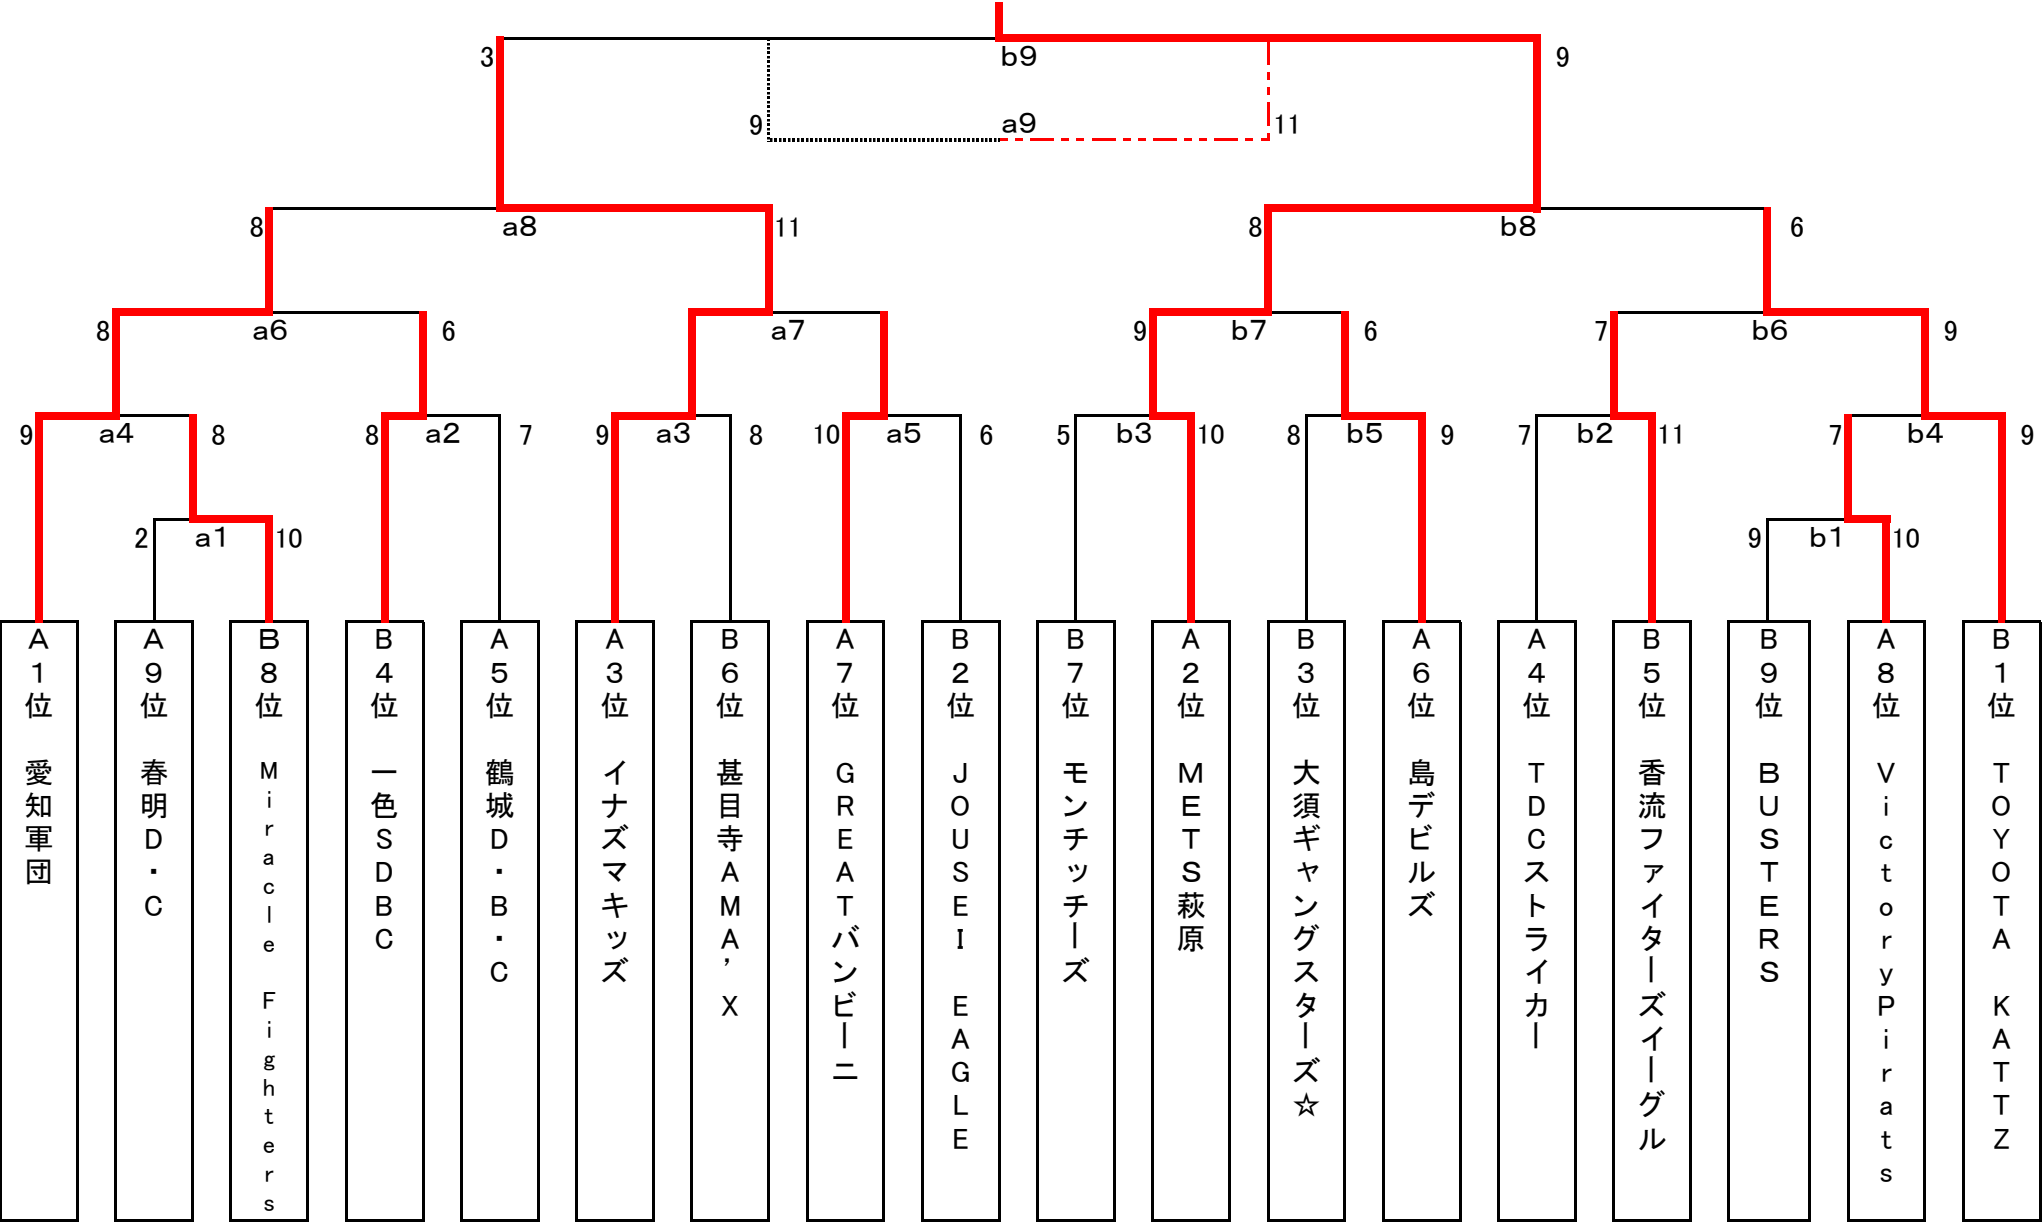 b9
3
9
a9
9
11
a8
8
11
b8
8
6
a6
8
6
a7
b7
9
6
b6
7
9
9 a4 8
8 a2 7
9 a3 8
10 a5 6
5 b3 10
8 b5 9
7 b2 11
7 b4 9
2 a1 10
9 b1 10
A1位 愛知軍団
A9位 春明D・C
B8位 Miracle Fighters
B4位 一色SDBC
A5位 鶴城D・B・C
A3位 イナズマキッズ
B6位 甚目寺AMA’X
A7位 GREATバンビーニ
B2位 JOUSEI EAGLE
B7位 モンチッチーズ
A2位 METS萩原
B3位 大須ギャングスターズ☆
A6位 島デビルズ
A4位 TDCストライカー
B5位 香流ファイターズイーグル
B9位 BUSTERS
A8位 VictoryPirats
B1位 TOYOTA KATTZ